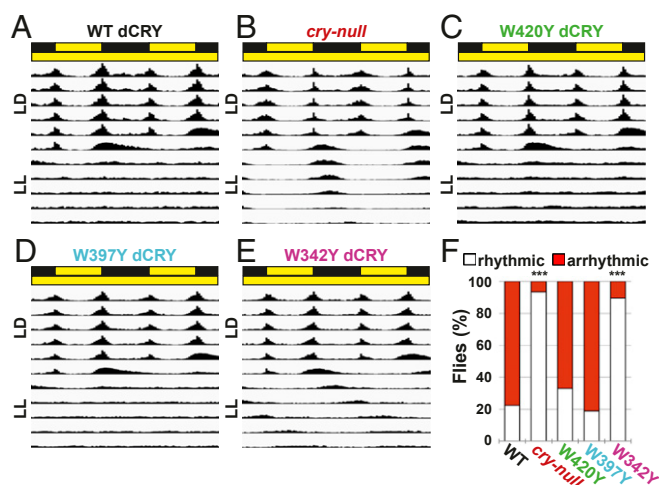 A
WT dCRY
LD
LL
B
cry-null
LD
LL
C
W420Y dCRY
LD
LL
D
W397Y dCRY
LD
LL
E
W342Y dCRY
LD
LL
F
rhythmic arrhythmic
*** ***
Flies (%)
100
80
60
40
20
0
WT cry-null W420Y W397Y W342Y